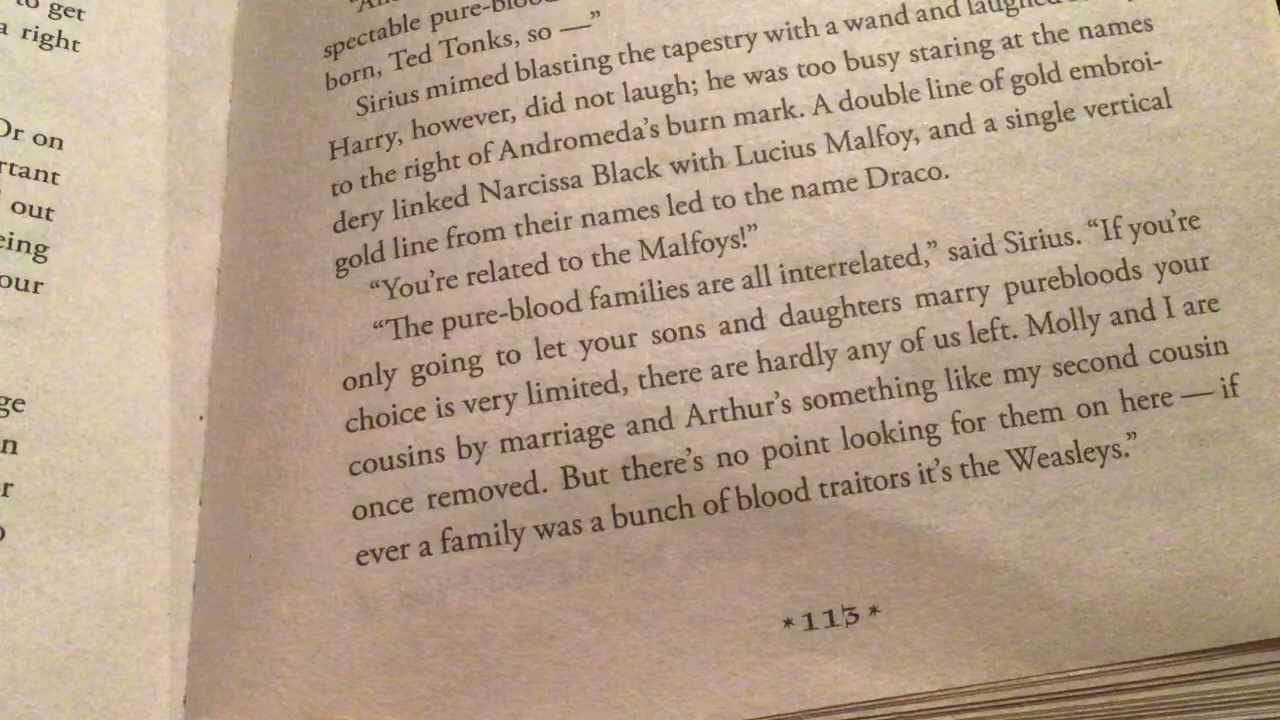 to get
a right
Or on
rtant
out
eing
our
ge
n
r
spectable pure-bloo
born, Ted Tonks, so —”
Sirius mimed blasting the tapestry with a wand and laughed
Harry, however, did not laugh; he was too busy staring at the names
to the right of Andromeda’s burn mark. A double line of gold embroi-
dery linked Narcissa Black with Lucius Malfoy, and a single vertical
gold line from their names led to the name Draco.
“You’re related to the Malfoys!”
“The pure-blood families are all interrelated,” said Sirius. “If you’re
only going to let your sons and daughters marry purebloods your
choice is very limited, there are hardly any of us left. Molly and I are
cousins by marriage and Arthur’s something like my second cousin
once removed. But there’s no point looking for them on here — if
ever a family was a bunch of blood traitors it’s the Weasleys.”
* 113 *